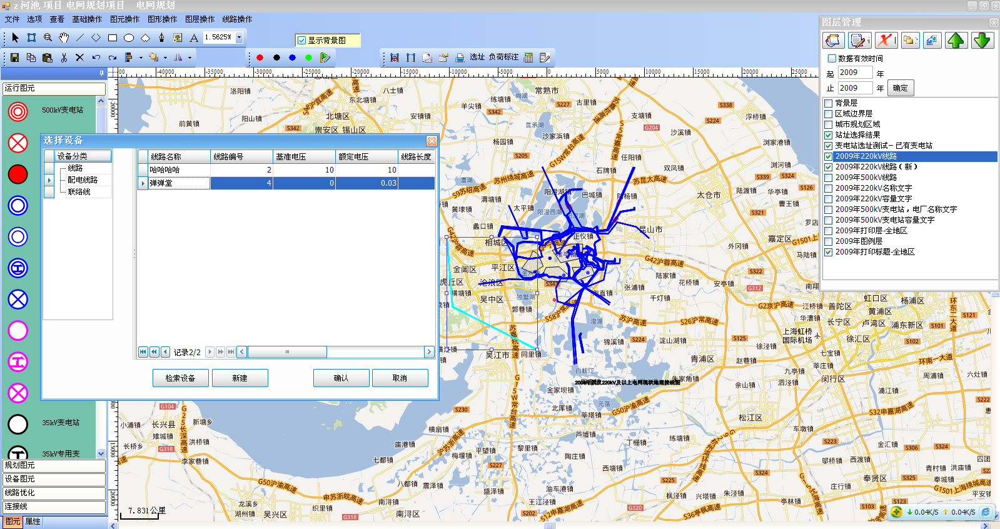 z 河池 项目 电网规划项目 电网规划
文件 选项 查看 基础操作 图元操作 图形操作 图层操作 线路操作
1.5625%
显示背景图
选址 负荷标注
-40000 -35000 -30000 -25000 -20000 -15000 -10000 -5000 0 5000 10000 15000 20000 25000
运行图元
500kV变电站
35kV变电站
35kV专用变
规划图元
设备图元
线路优化
连接线
图元 属性
选择设备
设备分类
线路
配电线路
联络线
线路名称 线路编号 基准电压 额定电压 线路长度
哈哈哈哈 2 10 10
弹弹堂 4 0 0.03
记录2/2
检索设备 新建 确认 取消
图层管理
数据有效时间
起 2009 年
止 2009 年 确定
背景层
区域边界层
城市规划区域
站址选择结果
变电站选址测试－已有变电站
2009年220kV线路
2009年220kV线路（新）
2009年500kV线路
2009年220kV名称文字
2009年220kV容量文字
2009年500kV变电站，电厂名称文字
2009年500kV变电站容量文字
2009年打印层-全地区
2009年图例层
2009年打印标题-全地区
洛阳镇
八士镇
东北塘镇
羊尖镇
练塘镇
尚湖
常熟市
古里镇
S227
S338
支塘镇
浮桥镇
前黄镇
阳山镇
北塘区
安镇镇
S342
昆承湖
G204
S224
崇安区
锡山区
S342
沙家浜镇
沙溪镇
浏家港镇
杨园镇
S205
G15W常台高速
S5常嘉高速
任阳镇
石牌镇
双凤镇
浏河镇
漕湖
苏州绕城高速
S9苏绍高速
苏昆太高速
S339
S224
S126
渭塘镇
阳澄湖镇
巴城镇
太仓市
陆渡镇
华亭镇
黄埭镇
太平镇
阳澄西湖
曹王镇
S321
蠡口镇
昆山市
罗店
相城区
正仪镇
嘉定区
G1501上
外冈镇
马陆镇
G42沪蓉高速
平江区
金阊区
陆家镇
S322
虎丘区
沧浪区
S343
张浦镇
花桥镇
安亭镇
G312
南翔
横塘镇
吴中区
独墅湖
千灯镇
郭巷镇
S58沪常高速
G2京沪高速
江桥镇
普陀区
虹口区
杨浦区
黄浦区
S121
华漕镇
长宁区
卢湾区
浦东新区
S101
澄湖
苏沪高速
S26沪常高速
上海虹桥
国际机场
徐汇区
S102
锦溪镇
S224
淀山湖镇
S125
徐泾镇
七宝镇
吴江市
同里镇
青浦区
赵巷镇
莘庄镇
环南一大道
白蚬江
九亭镇
闵行区
周浦镇
六灶镇
2009年武汉220kV及以上电网现状地理接线图
朱家角镇
佘山镇
泗泾镇
浦江镇
金家坝镇
元荡
S222
G104
S230
北厍镇
莘塔镇
G50沪渝高速
松江区
S32申嘉湖高速
小浦镇
长兴县
新塘乡
G25长深高速
横扇镇
芦墟镇
练塘镇
车墩镇
雉城镇
洪桥镇
长桥乡
G318
庙港镇
平望镇
黎里镇
丁栅镇
S223
金汇镇
S306
S324
李家巷镇
七都镇
梅堰镇
S227
陶庄镇
西塘镇
S324
邬桥镇
西渡镇
四团
G50沪渝高速
八都镇
震泽镇
油车港镇
S225
奉贤区
S325
青村镇
洪庙镇
奉城镇
申苏浙皖高速
盛泽镇
枫泾镇
兴塔镇
朱泾镇
庄行镇
G1501上海绕城高速
平安镇
龙溪乡
织里镇
南浔镇
王江泾镇
亭林镇
S103
S123
湖州镇
吴兴区
G318
南浔区
S202
S12申嘉湖高速
G320
S36亭枫高速
7.831公里
0.04K/S 0.04K/S